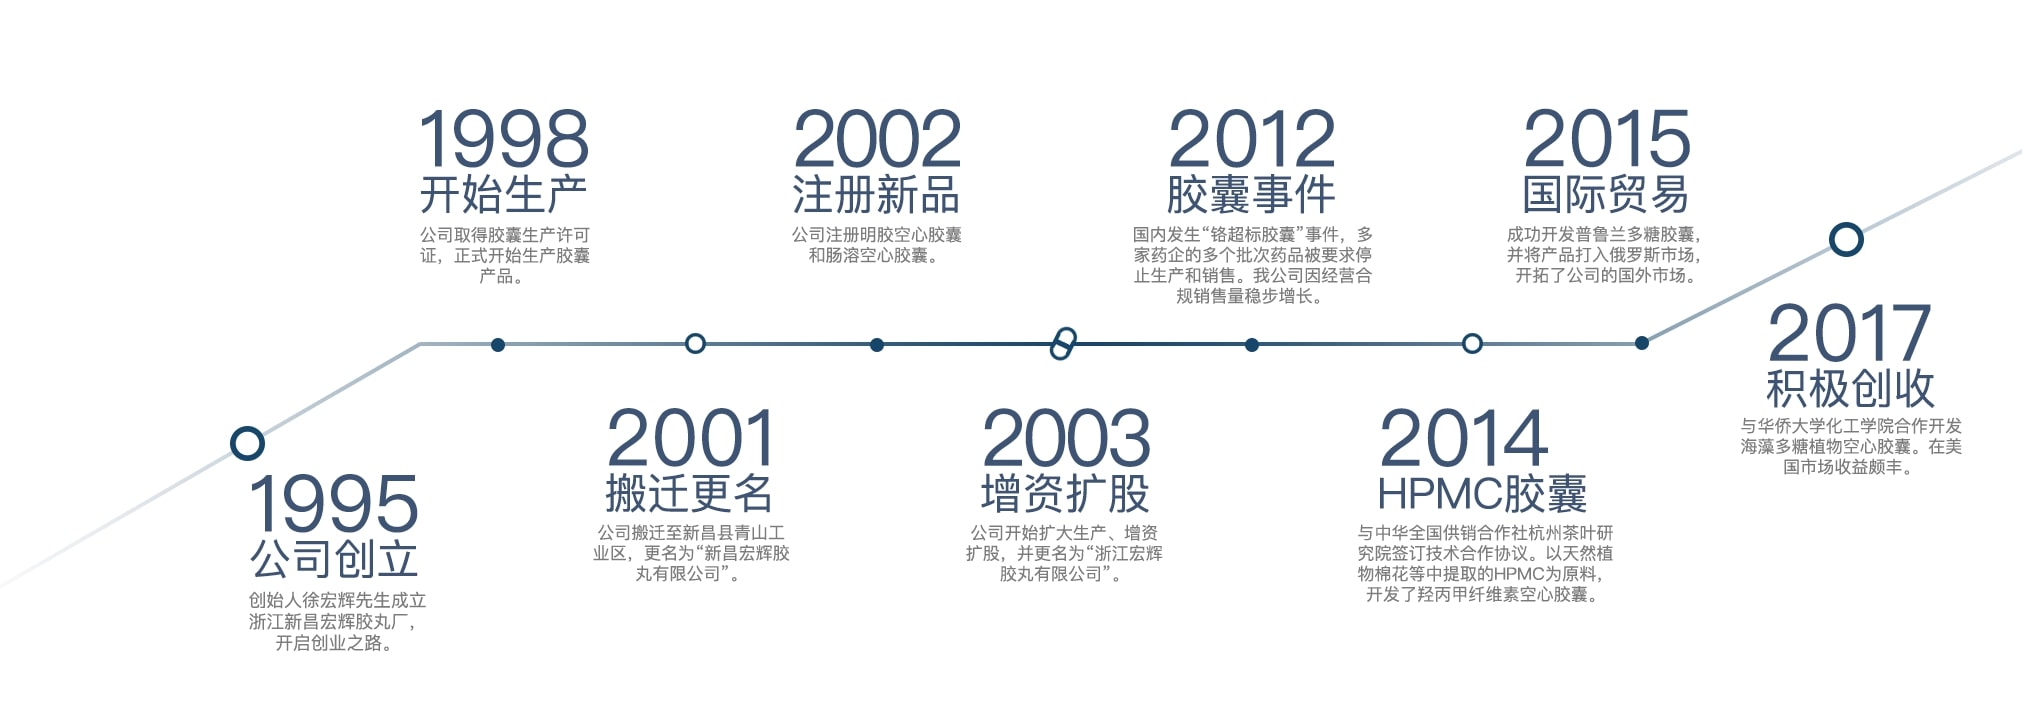 1995
公司创立
创始人徐宏辉先生成立
浙江新昌宏辉胶丸厂，
开启创业之路。
1998
开始生产
公司取得胶囊生产许可
证，正式开始生产胶囊
产品。
2001
搬迁更名
公司搬迁至新昌县青山工
业区，更名为“新昌宏辉胶
丸有限公司”。
2002
注册新品
公司注册明胶空心胶囊
和肠溶空心胶囊。
2003
增资扩股
公司开始扩大生产、增资
扩股，并更名为“浙江宏辉
胶丸有限公司”。
2012
胶囊事件
国内发生“铬超标胶囊”事件，多
家药企的多个批次药品被要求停
止生产和销售。我公司因经营合
规销售量稳步增长。
2014
HPMC胶囊
与中华全国供销合作社杭州茶叶研
究院签订技术合作协议。以天然植
物棉花等中提取的HPMC为原料，
开发了羟丙甲纤维素空心胶囊。
2015
国际贸易
成功开发普鲁兰多糖胶囊，
并将产品打入俄罗斯市场，
开拓了公司的国外市场。
2017
积极创收
与华侨大学化工学院合作开发
海藻多糖植物空心胶囊。在美
国市场收益颇丰。